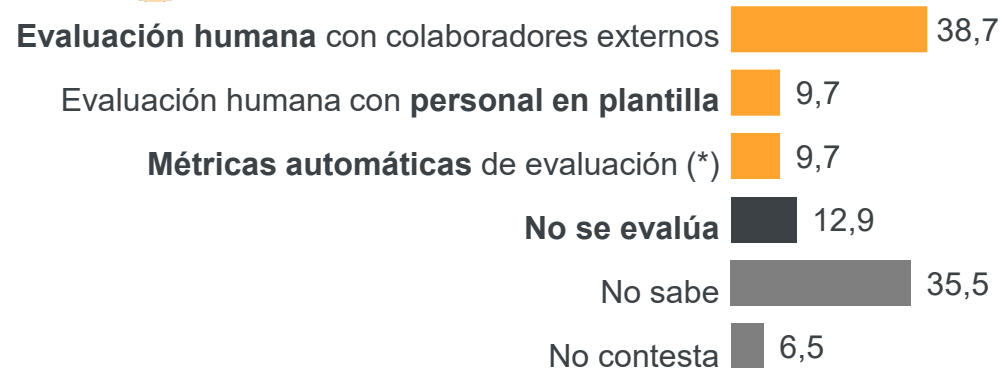 Evaluación humana con colaboradores externos 38,7
Evaluación humana con personal en plantilla 9,7
Métricas automáticas de evaluación (*) 9,7
No se evalúa 12,9
No sabe 35,5
No contesta 6,5